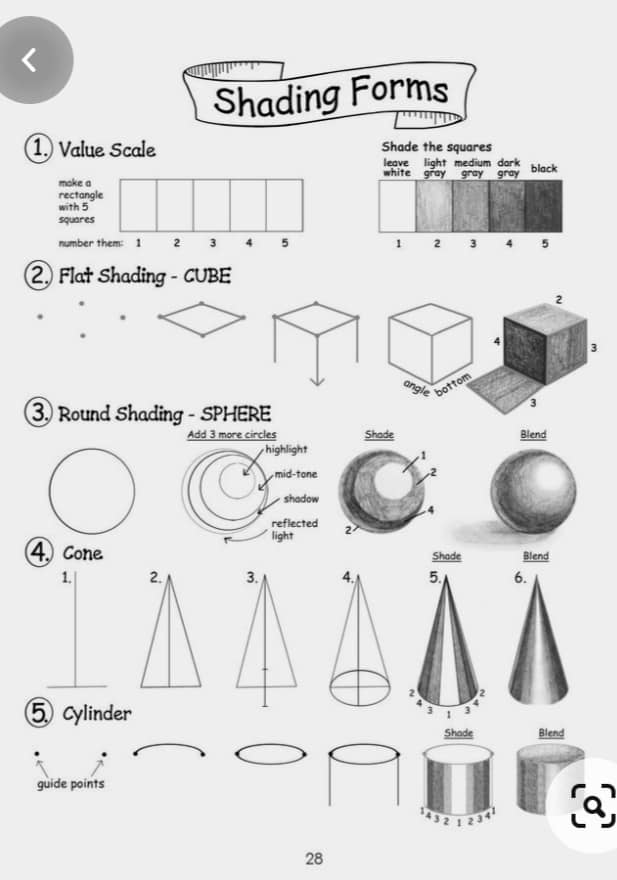 Shading Forms
1. Value Scale
make a
rectangle
with 5
squares
number them: 1 2 3 4 5
Shade the squares
leave white
light gray
medium gray
dark gray
black
1 2 3 4 5
2. Flat Shading - CUBE
angle bottom
2
4
3
3
3. Round Shading - SPHERE
Add 3 more circles
highlight
mid-tone
shadow
reflected
light
Shade
1
2
4
2
Blend
4. Cone
1. 2. 3. 4. 5. 6.
Shade
Blend
2 4 3 1 3 4 2
5. Cylinder
guide points
Shade
Blend
1 4 3 2 1 2 3 4 1
28